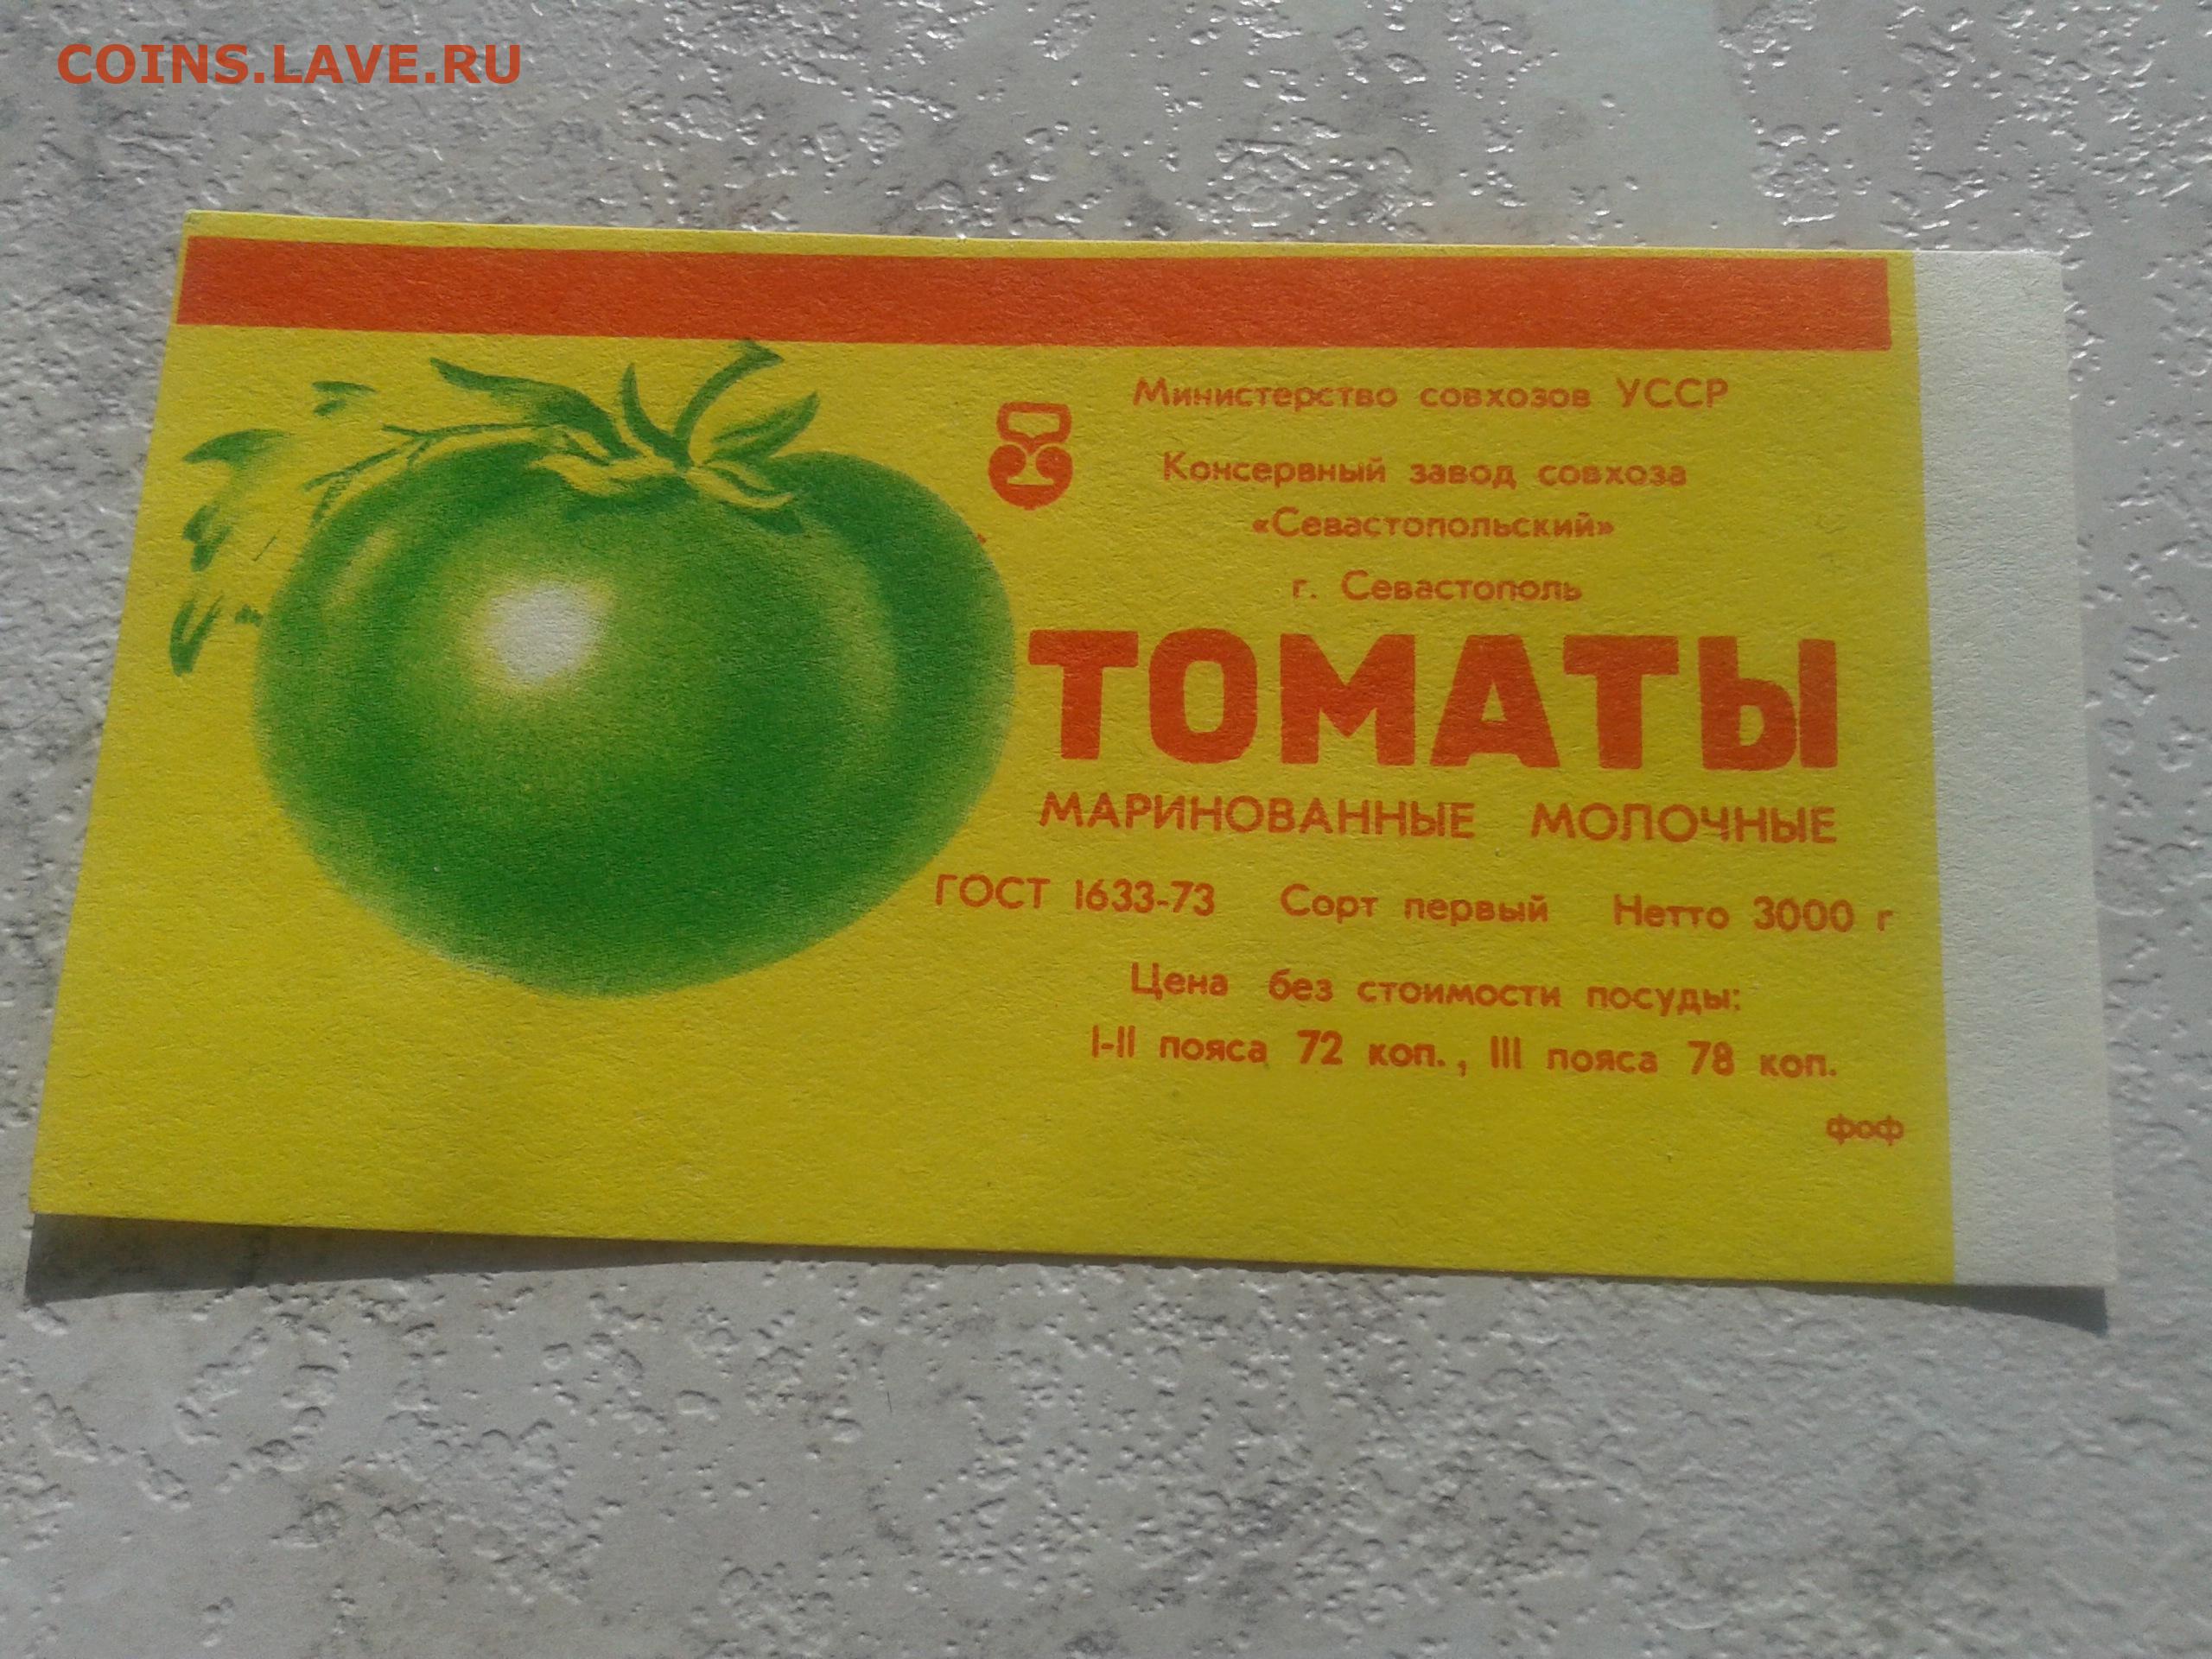 COINS.LAVE.RU
Министерство совхозов УССР
Консервный завод совхоза
«Севастопольский»
г. Севастополь
ТОМАТЫ
МАРИНОВАННЫЕ МОЛОЧНЫЕ
ГОСТ 1633-73 Сорт первый Нетто 3000 г
Цена без стоимости посуды:
I-II пояса 72 коп., III пояса 78 коп.
фоф